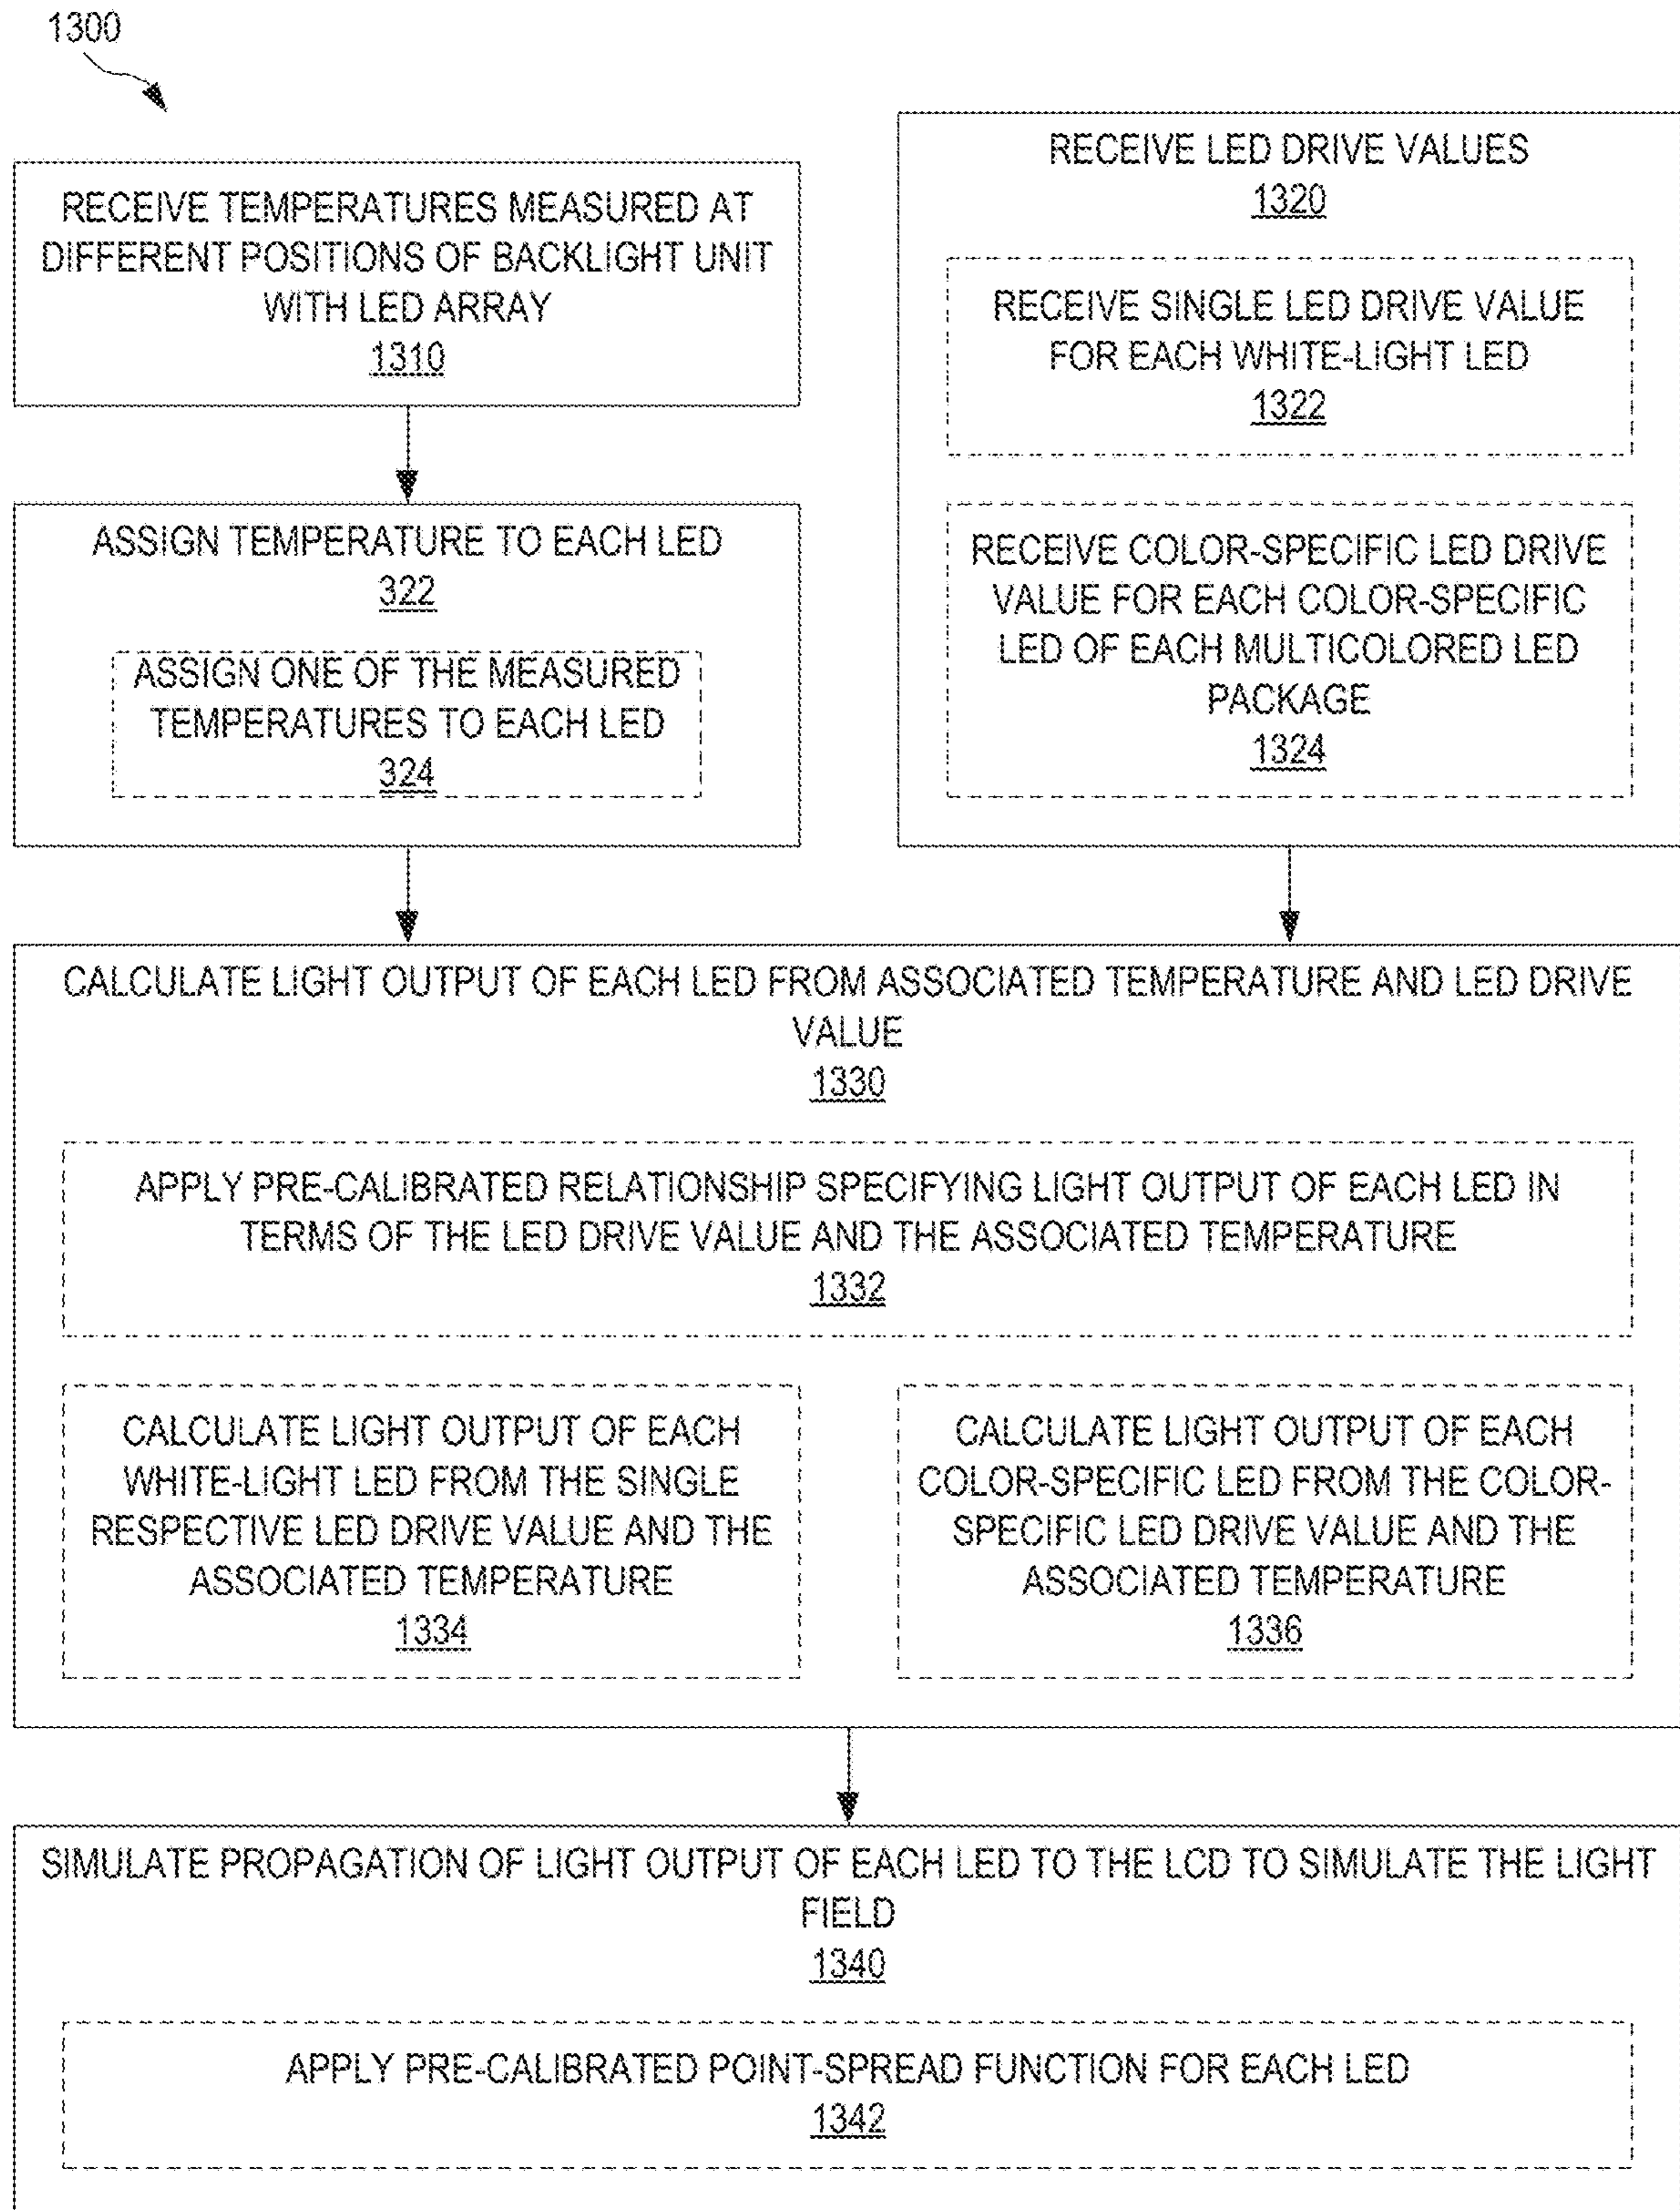 1300
RECEIVE TEMPERATURES MEASURED AT
DIFFERENT POSITIONS OF BACKLIGHT UNIT
WITH LED ARRAY
1310
ASSIGN TEMPERATURE TO EACH LED
322
ASSIGN ONE OF THE MEASURED
TEMPERATURES TO EACH LED
324
RECEIVE LED DRIVE VALUES
1320
RECEIVE SINGLE LED DRIVE VALUE
FOR EACH WHITE-LIGHT LED
1322
RECEIVE COLOR-SPECIFIC LED DRIVE
VALUE FOR EACH COLOR-SPECIFIC
LED OF EACH MULTICOLORED LED
PACKAGE
1324
CALCULATE LIGHT OUTPUT OF EACH LED FROM ASSOCIATED TEMPERATURE AND LED DRIVE
VALUE
1330
APPLY PRE-CALIBRATED RELATIONSHIP SPECIFYING LIGHT OUTPUT OF EACH LED IN
TERMS OF THE LED DRIVE VALUE AND THE ASSOCIATED TEMPERATURE
1332
CALCULATE LIGHT OUTPUT OF EACH
WHITE-LIGHT LED FROM THE SINGLE
RESPECTIVE LED DRIVE VALUE AND THE
ASSOCIATED TEMPERATURE
1334
CALCULATE LIGHT OUTPUT OF EACH
COLOR-SPECIFIC LED FROM THE COLOR-
SPECIFIC LED DRIVE VALUE AND THE
ASSOCIATED TEMPERATURE
1336
SIMULATE PROPAGATION OF LIGHT OUTPUT OF EACH LED TO THE LCD TO SIMULATE THE LIGHT
FIELD
1340
APPLY PRE-CALIBRATED POINT-SPREAD FUNCTION FOR EACH LED
1342